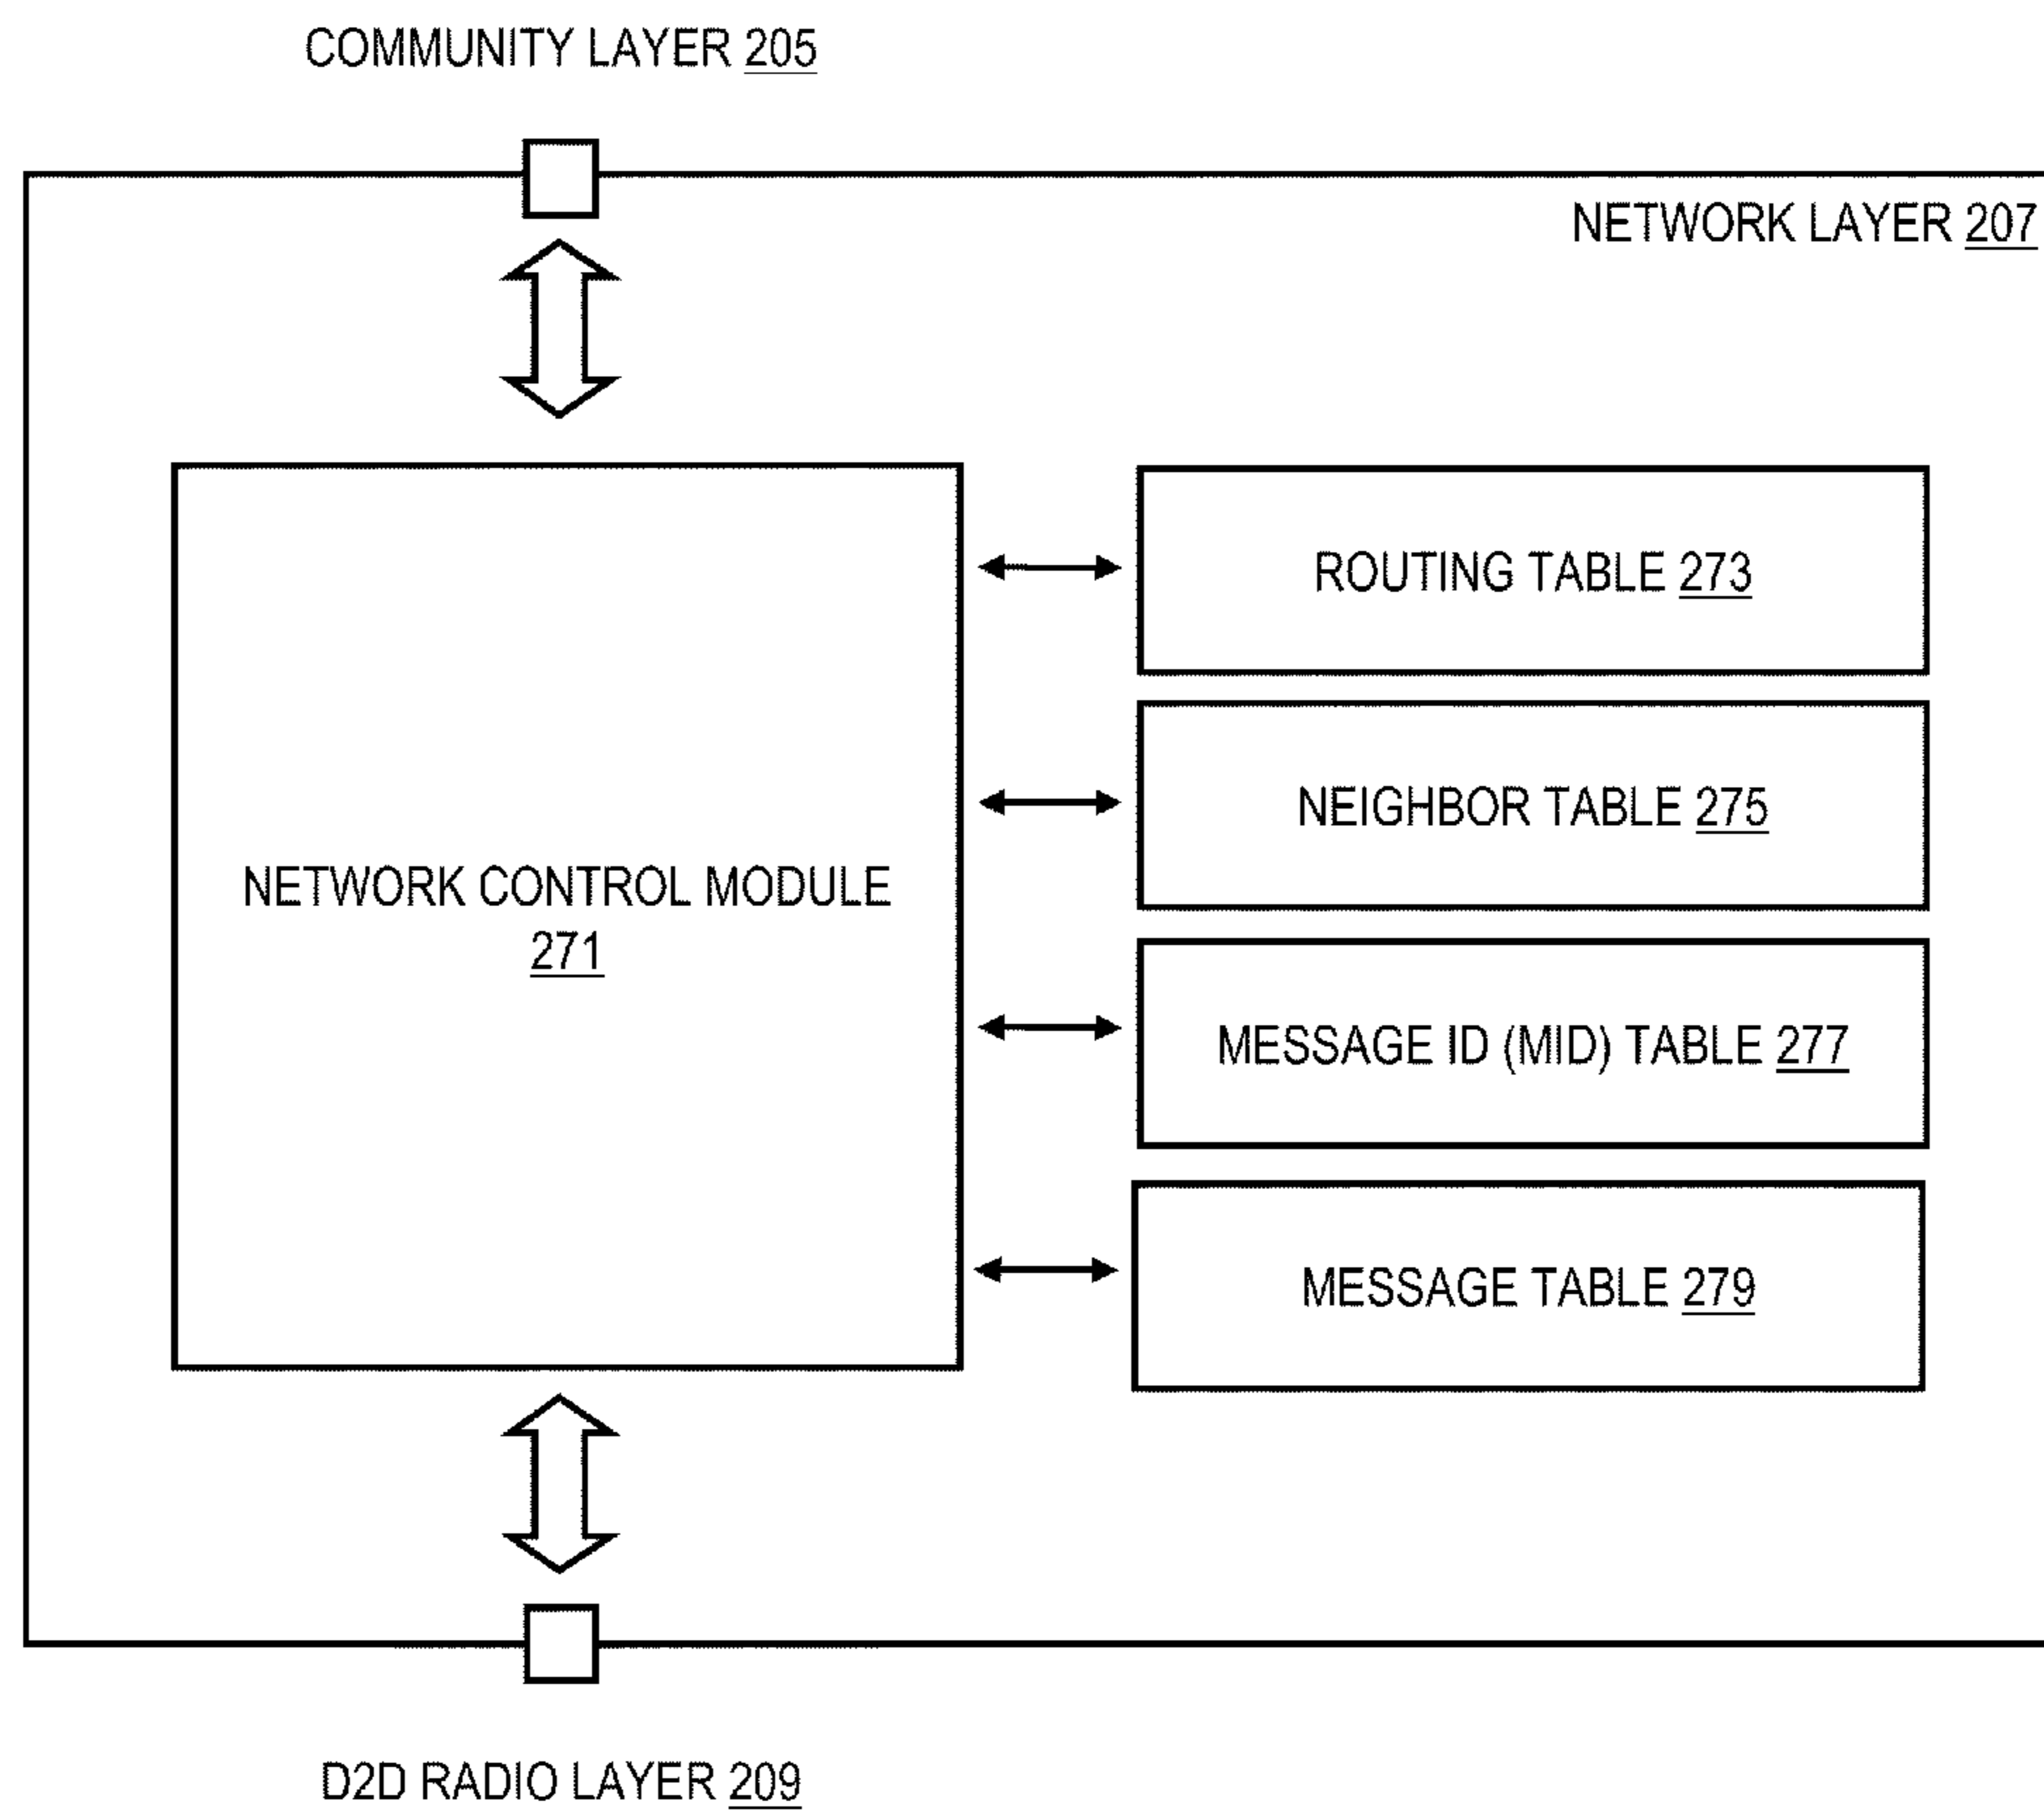 COMMUNITY LAYER 205
NETWORK LAYER 207
ROUTING TABLE 273
NEIGHBOR TABLE 275
NETWORK CONTROL MODULE
271
MESSAGE ID (MID) TABLE 277
MESSAGE TABLE 279
D2D RADIO LAYER 209